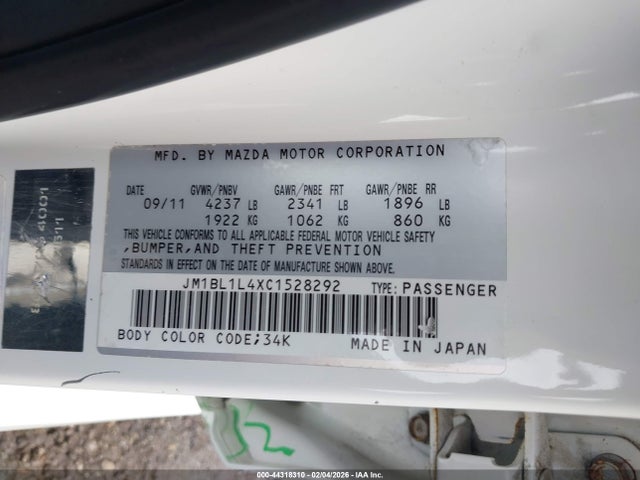 MFD. BY MAZDA MOTOR CORPORATION
DATE GVWR/PNBV GAWR/PNBE FRT GAWR/PNBE RR
09/11 4237 LB 2341 LB 1896 LB
1922 KG 1062 KG 860 KG
THIS VEHICLE CONFORMS TO ALL APPLICABLE FEDERAL MOTOR VEHICLE SAFETY
,BUMPER,AND THEFT PREVENTION
STANDARDS IN EFFECT ON THE DATE OF MANUFACTURE SHOWN ABOVE.
JM1BL1L4XC1528292 TYPE: PASSENGER
BODY COLOR CODE;34K MADE IN JAPAN
52
000-44318310 - 02/04/2026 - IAAI: Copyright